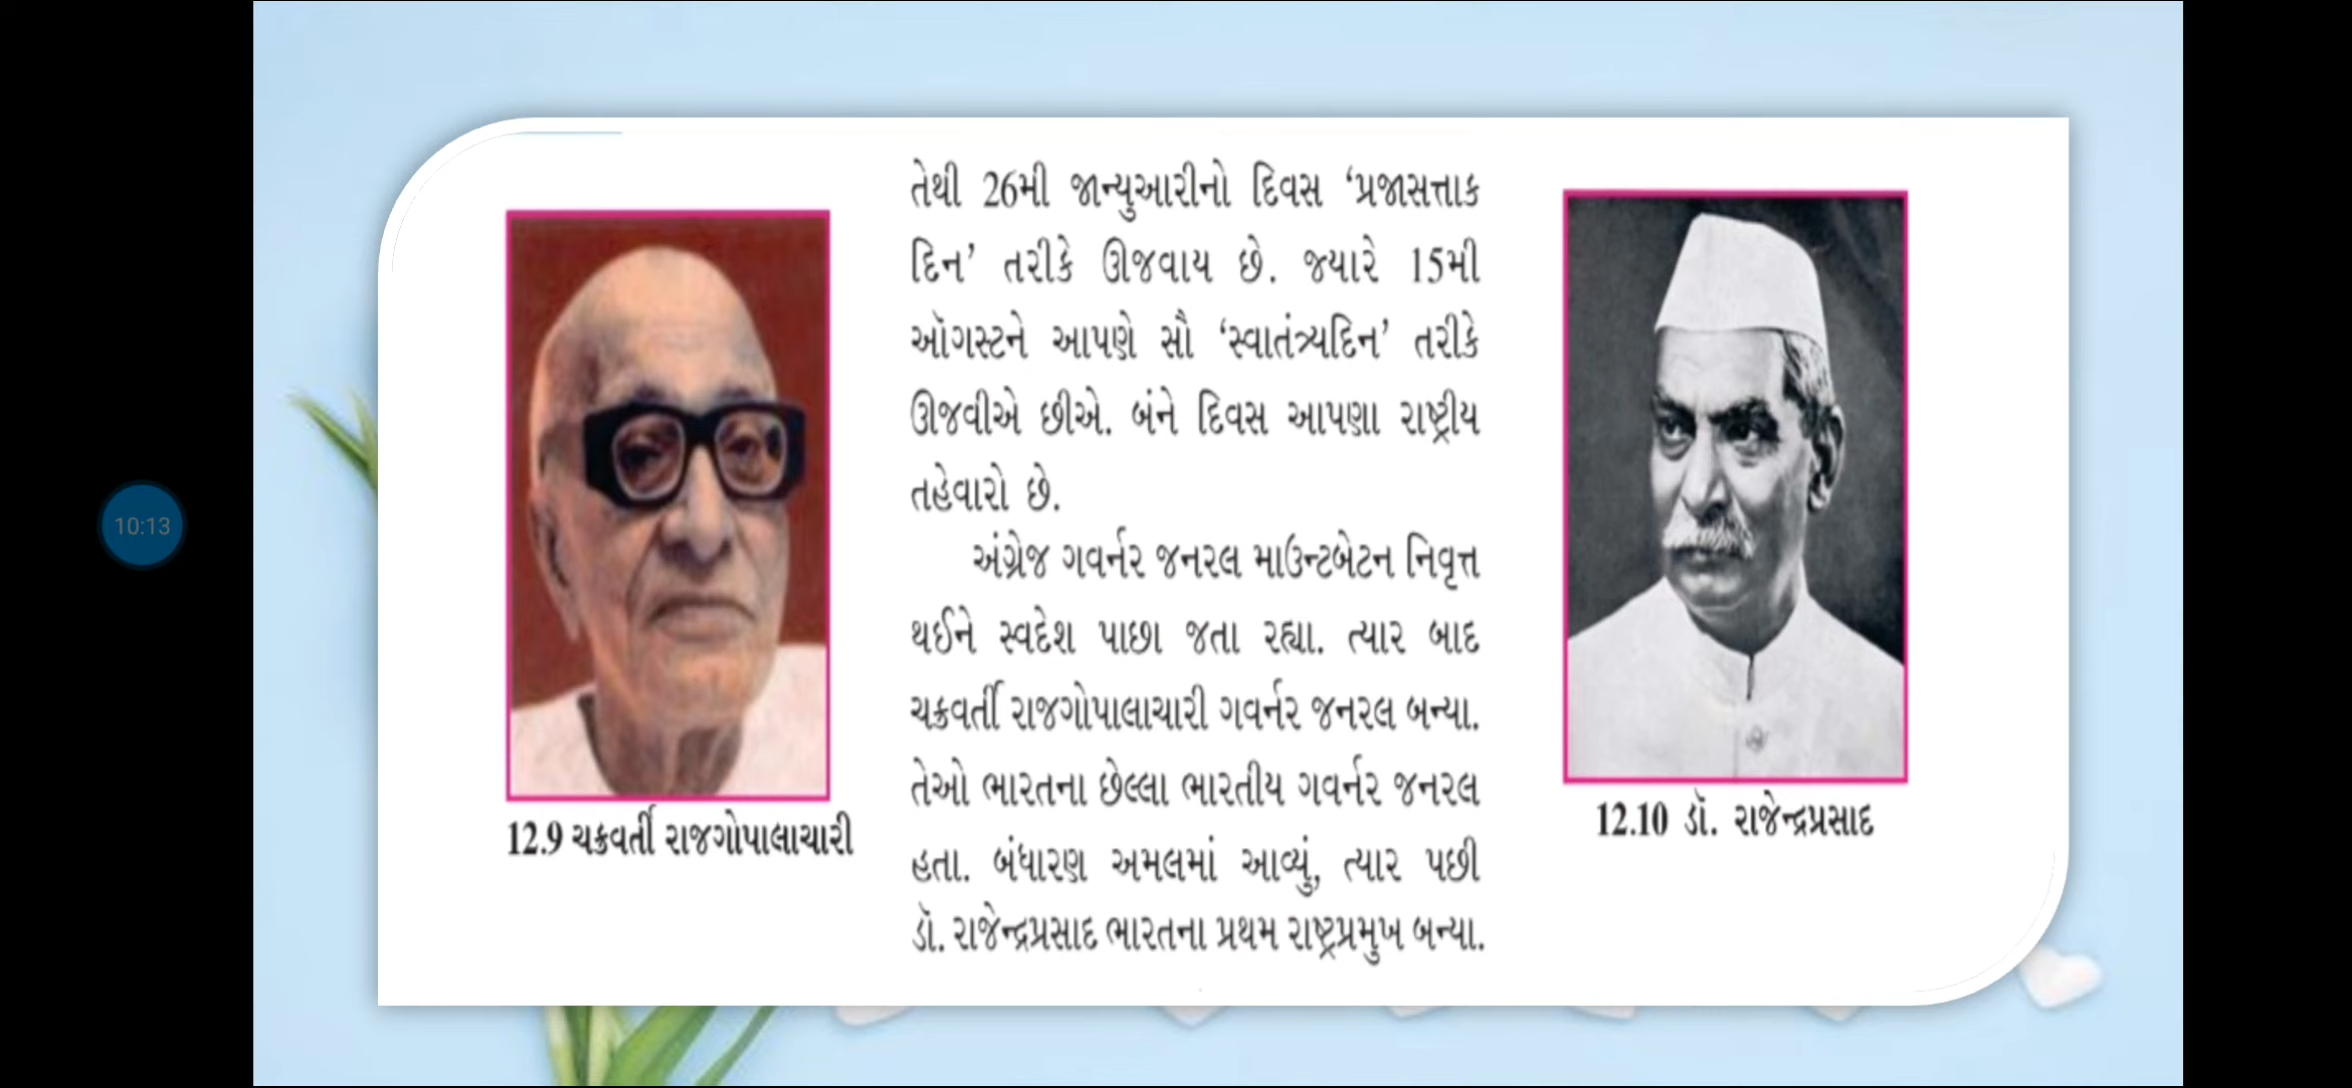 તેથી 26મી જાન્યુઆરીનો દિવસ ‘પ્રજાસત્તાક
દિન’ તરીકે ઊજવાય છે. જ્યારે 15મી
ઑગસ્ટને આપણે સૌ ‘સ્વાતંત્ર્યદિન’ તરીકે
ઊજવીએ છીએ. બંને દિવસ આપણા રાષ્ટ્રીય
તહેવારો છે.
અંગ્રેજ ગવર્નર જનરલ માઉન્ટબેટન નિવૃત્ત
થઈને સ્વદેશ પાછા જતા રહ્યા. ત્યાર બાદ
ચક્રવર્તી રાજગોપાલાચારી ગવર્નર જનરલ બન્યા.
તેઓ ભારતના છેલ્લા ભારતીય ગવર્નર જનરલ
હતા. બંધારણ અમલમાં આવ્યું, ત્યાર પછી
ડૉ. રાજેન્દ્રપ્રસાદ ભારતના પ્રથમ રાષ્ટ્રપ્રમુખ બન્યા.
12.9 ચક્રવર્તી રાજગોપાલાચારી
12.10 ડૉ. રાજેન્દ્રપ્રસાદ
10:13